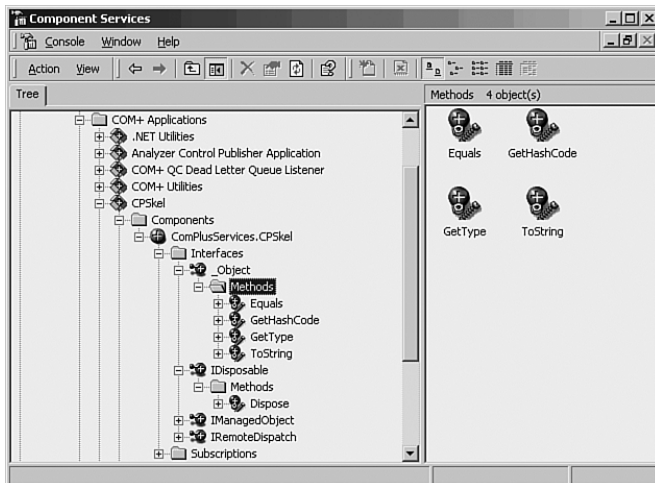 Component Services
Console Window Help
Action View
Tree
Methods 4 object(s)
COM+ Applications
.NET Utilities
Analyzer Control Publisher Application
COM+ QC Dead Letter Queue Listener
COM+ Utilities
CPSkel
Components
ComPlusServices.CPSkel
Interfaces
_Object
Methods
Equals
GetHashCode
GetType
ToString
IDisposable
Methods
Dispose
IManagedObject
IRemoteDispatch
Subscriptions
Equals GetHashCode
GetType ToString